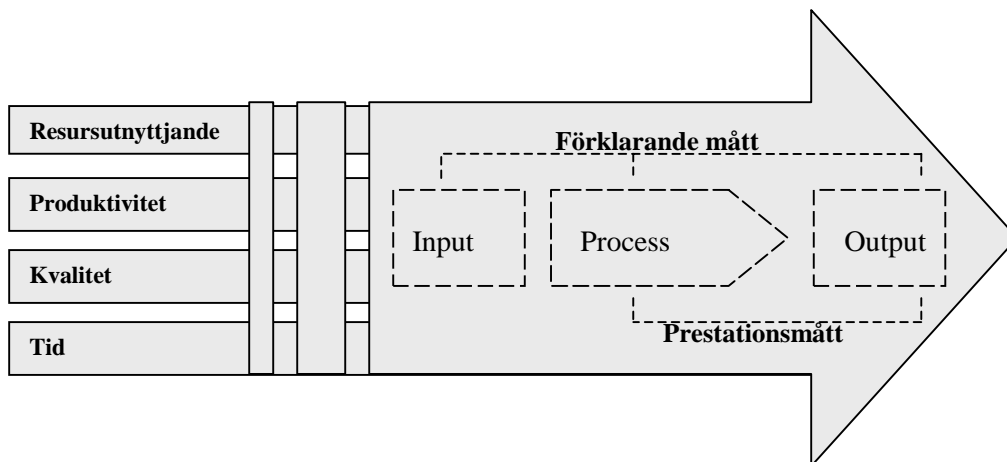 Resursutnyttjande
Produktivitet
Kvalitet
Tid
Förklarande mått
Input
Process
Output
Prestationsmått